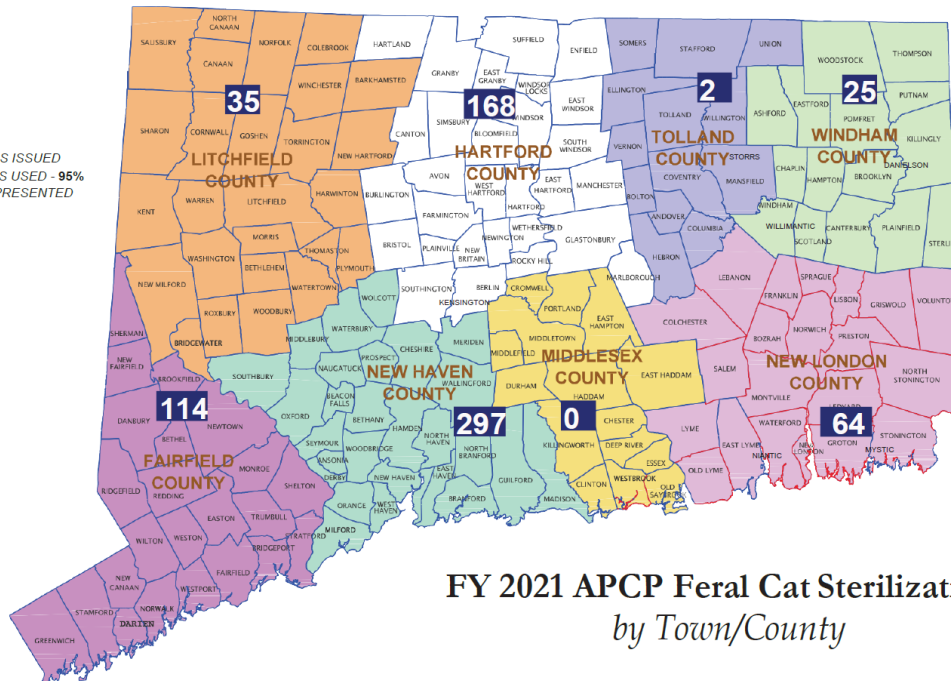 S ISSUED
S USED - 95%
PRESENTED
NORTH
CANAAN
SALISBURY
CANAAN
NORFOLK
COLEBROOK
HARTLAND
SUFFIELD
ENFIELD
SOMERS
STAFFORD
UNION
WOODSTOCK
THOMPSON
WINCHESTER
BARKHAMSTED
GRANBY
EAST
GRANBY
WINDSOR
LOCKS
ELLINGTON
PUTNAM
35
168
2
25
SHARON
CORNWALL
GOSHEN
TORRINGTON
NEW HARTFORD
CANTON
SIMSBURY
BLOOMFIELD
WINDSOR
EAST
WINDSOR
SOUTH
WINDSOR
VERNON
TOLLAND
WILLINGTON
ASHFORD
EASTFORD
POMFRET
KILLINGLY
LITCHFIELD
COUNTY
HARTFORD
COUNTY
TOLLAND
COUNTY
WINDHAM
COUNTY
STORRS
DANIELSON
KENT
WARREN
LITCHFIELD
HARWINTON
BURLINGTON
AVON
WEST
HARTFORD
HARTFORD
EAST
HARTFORD
MANCHESTER
BOLTON
COVENTRY
MANSFIELD
CHAPLIN
HAMPTON
BROOKLYN
FARMINGTON
WETHERSFIELD
NEWINGTON
GLASTONBURY
ANDOVER
COLUMBIA
WINDHAM
WILLIMANTIC
SCOTLAND
CANTERBURY
PLAINFIELD
STERLI
WASHINGTON
MORRIS
BETHLEHEM
THOMASTON
PLYMOUTH
WATERTOWN
BRISTOL
PLAINVILLE
NEW
BRITAIN
ROCKY HILL
HEBRON
NEW MILFORD
ROXBURY
WOODBURY
BRIDGEWATER
WOLCOTT
SOUTHINGTON
BERLIN
KENSINGTON
CROMWELL
MARLBOROUGH
LEBANON
SPRAGUE
FRANKLIN
LISBON
GRISWOLD
VOLUNTO
PORTLAND
EAST
HAMPTON
COLCHESTER
BOZRAH
NORWICH
PRESTON
SHERMAN
NEW
FAIRFIELD
BROOKFIELD
SOUTHBURY
MIDDLEBURY
WATERBURY
PROSPECT
CHESHIRE
MERIDEN
MIDDLEFIELD
MIDDLETOWN
NAUGATUCK
NEW HAVEN
COUNTY
WALLINGFORD
MIDDLESEX
COUNTY
DURHAM
HADDAM
EAST HADDAM
SALEM
NEW LONDON
COUNTY
MONTVILLE
NORTH
STONINGTON
114
297
0
64
DANBURY
BETHEL
NEWTOWN
OXFORD
BEACON
FALLS
BETHANY
HAMDEN
NORTH
HAVEN
NORTH
BRANFORD
SEYMOUR
WOODBRIDGE
ANSONIA
DERBY
NEW HAVEN
EAST
HAVEN
BRANFORD
GUILFORD
MADISON
KILLINGWORTH
CHESTER
DEEP RIVER
ESSEX
CLINTON
WESTBROOK
OLD
SAYBROOK
LYME
OLD LYME
EAST LYME
NIANTIC
WATERFORD
NEW
LONDON
LEDYARD
GROTON
MYSTIC
STONINGTON
FAIRFIELD
COUNTY
RIDGEFIELD
REDDING
MONROE
SHELTON
ORANGE
WEST
HAVEN
MILFORD
WILTON
WESTON
EASTON
TRUMBULL
STRATFORD
BRIDGEPORT
FAIRFIELD
NEW
CANAAN
WESTPORT
NORWALK
STAMFORD
DARIEN
GREENWICH
FY 2021 APCP Feral Cat Sterilizati
by Town/County